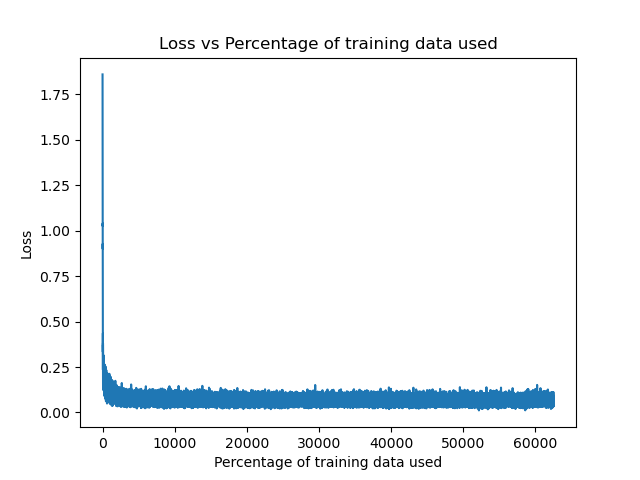 Loss vs Percentage of training data used
1.75
1.50
1.25
1.00
0.75
0.50
0.25
0.00
Loss
0 10000 20000 30000 40000 50000 60000
Percentage of training data used